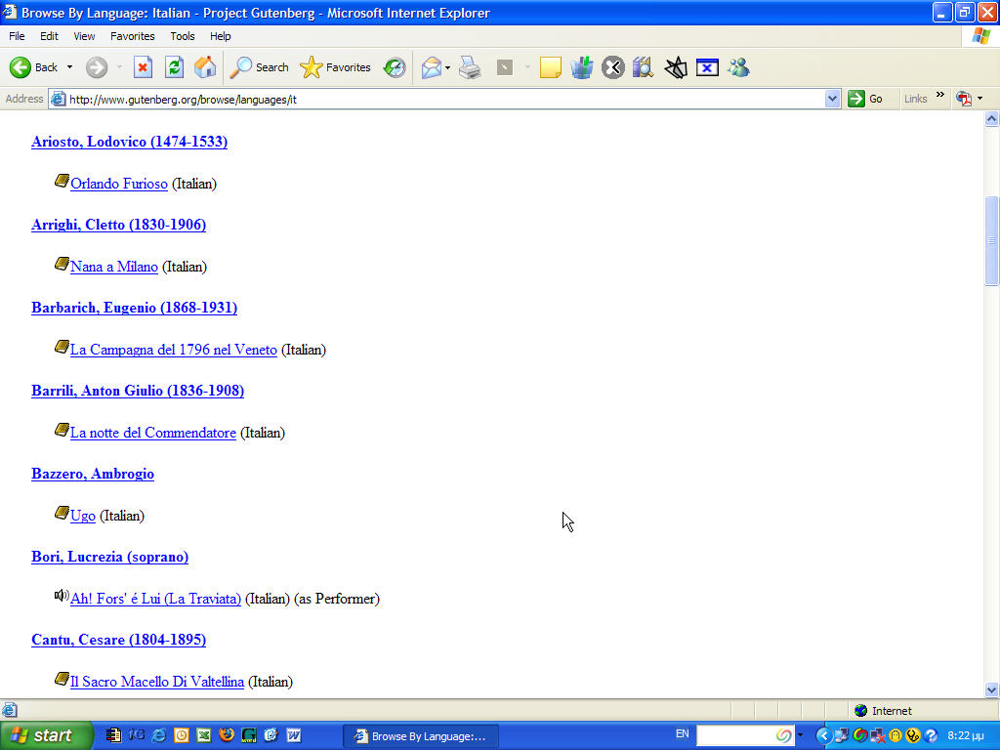 Browse By Language: Italian - Project Gutenberg - Microsoft Internet Explorer
File Edit View Favorites Tools Help
Back Search Favorites
Address http://www.gutenberg.org/browse/languages/it Go Links »
Ariosto, Lodovico (1474-1533)
Orlando Furioso (Italian)
Arrighi, Cletto (1830-1906)
Nana a Milano (Italian)
Barbarich, Eugenio (1868-1931)
La Campagna del 1796 nel Veneto (Italian)
Barrili, Anton Giulio (1836-1908)
La notte del Commendatore (Italian)
Bazzero, Ambrogio
Ugo (Italian)
Bori, Lucrezia (soprano)
Ah! Fors' é Lui (La Traviata) (Italian) (as Performer)
Cantu, Cesare (1804-1895)
Il Sacro Macello Di Valtellina (Italian)
Internet
start Browse By Language:... EN 8:22 μμ